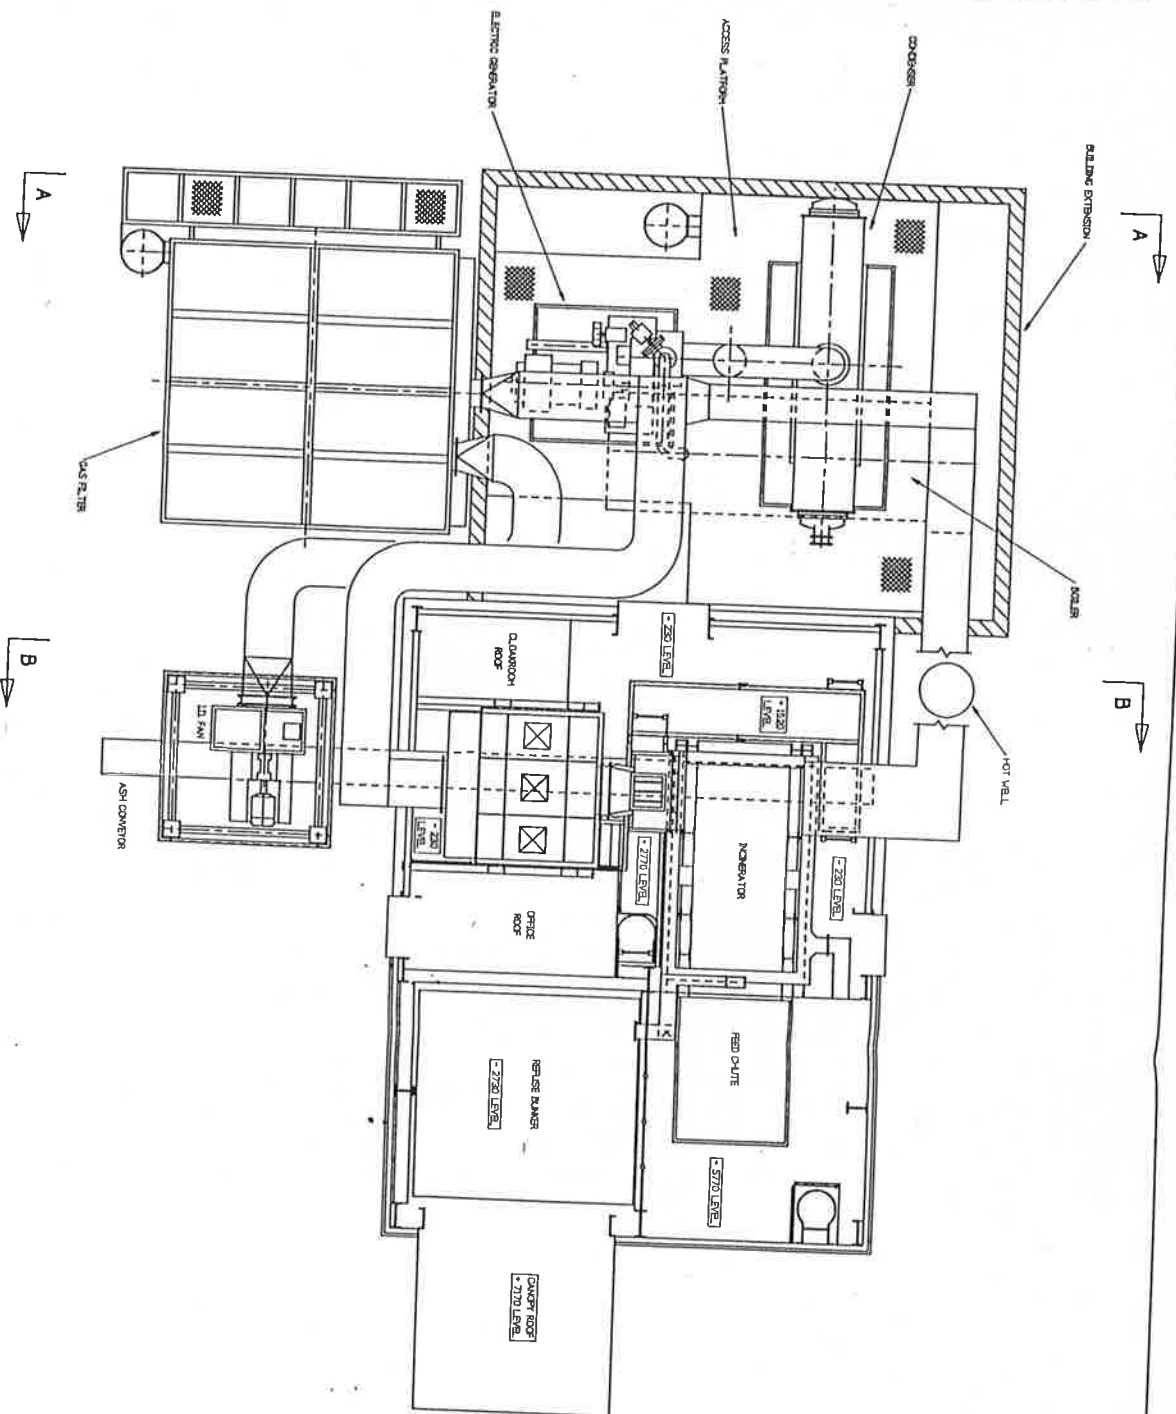 A
BUILDING EXTENSION
CONDENSER
ACCESS PLATFORM
ELECTRIC GENERATOR
A
GAS FILTER
BOILER
B
HOT WELL
- 230 LEVEL
+ 1520
LEVEL
CLOAKROOM
ROOF
B
I.D. FAN
ASH CONVEYOR
- 230 LEVEL
INCINERATOR
+ 2770 LEVEL
- 230
LEVEL
OFFICE
ROOF
FEED CHUTE
REFUSE BUNKER
- 2730 LEVEL
+ 5770 LEVEL
CANOPY ROOF
+ 7170 LEVEL